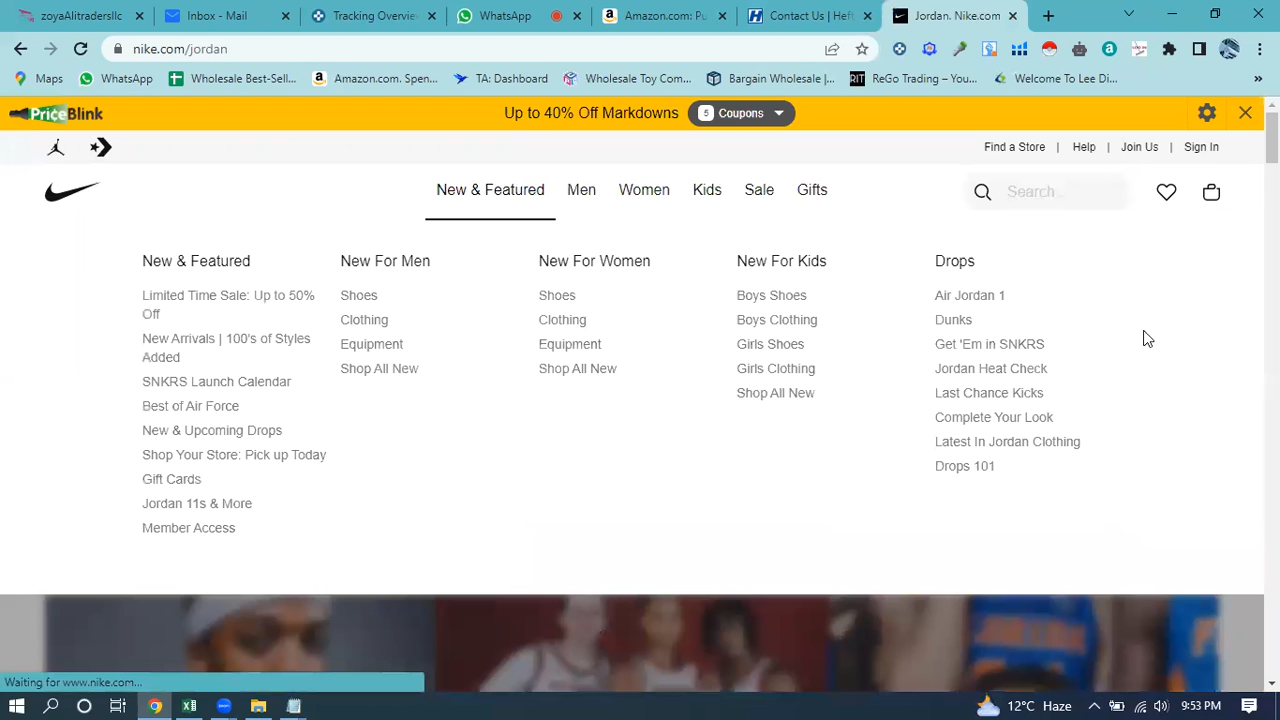 zoyaAlitradersllc
Inbox - Mail
Tracking Overvie
WhatsApp
Amazon.com: Pu
Contact Us | Heft
Jordan. Nike.com
nike.com/jordan
Maps
WhatsApp
Wholesale Best-Sell...
Amazon.com. Spen...
TA: Dashboard
Wholesale Toy Com...
Bargain Wholesale |...
RIT
ReGo Trading – You...
Welcome To Lee Di...
»
PriceBlink
Up to 40% Off Markdowns
5 Coupons
Find a Store | Help | Join Us | Sign In
New & Featured Men Women Kids Sale Gifts
Search
New & Featured
Limited Time Sale: Up to 50%
Off
New Arrivals | 100's of Styles
Added
SNKRS Launch Calendar
Best of Air Force
New & Upcoming Drops
Shop Your Store: Pick up Today
Gift Cards
Jordan 11s & More
Member Access
New For Men
Shoes
Clothing
Equipment
Shop All New
New For Women
Shoes
Clothing
Equipment
Shop All New
New For Kids
Boys Shoes
Boys Clothing
Girls Shoes
Girls Clothing
Shop All New
Drops
Air Jordan 1
Dunks
Get 'Em in SNKRS
Jordan Heat Check
Last Chance Kicks
Complete Your Look
Latest In Jordan Clothing
Drops 101
Waiting for www.nike.com...
12°C Haze
9:53 PM